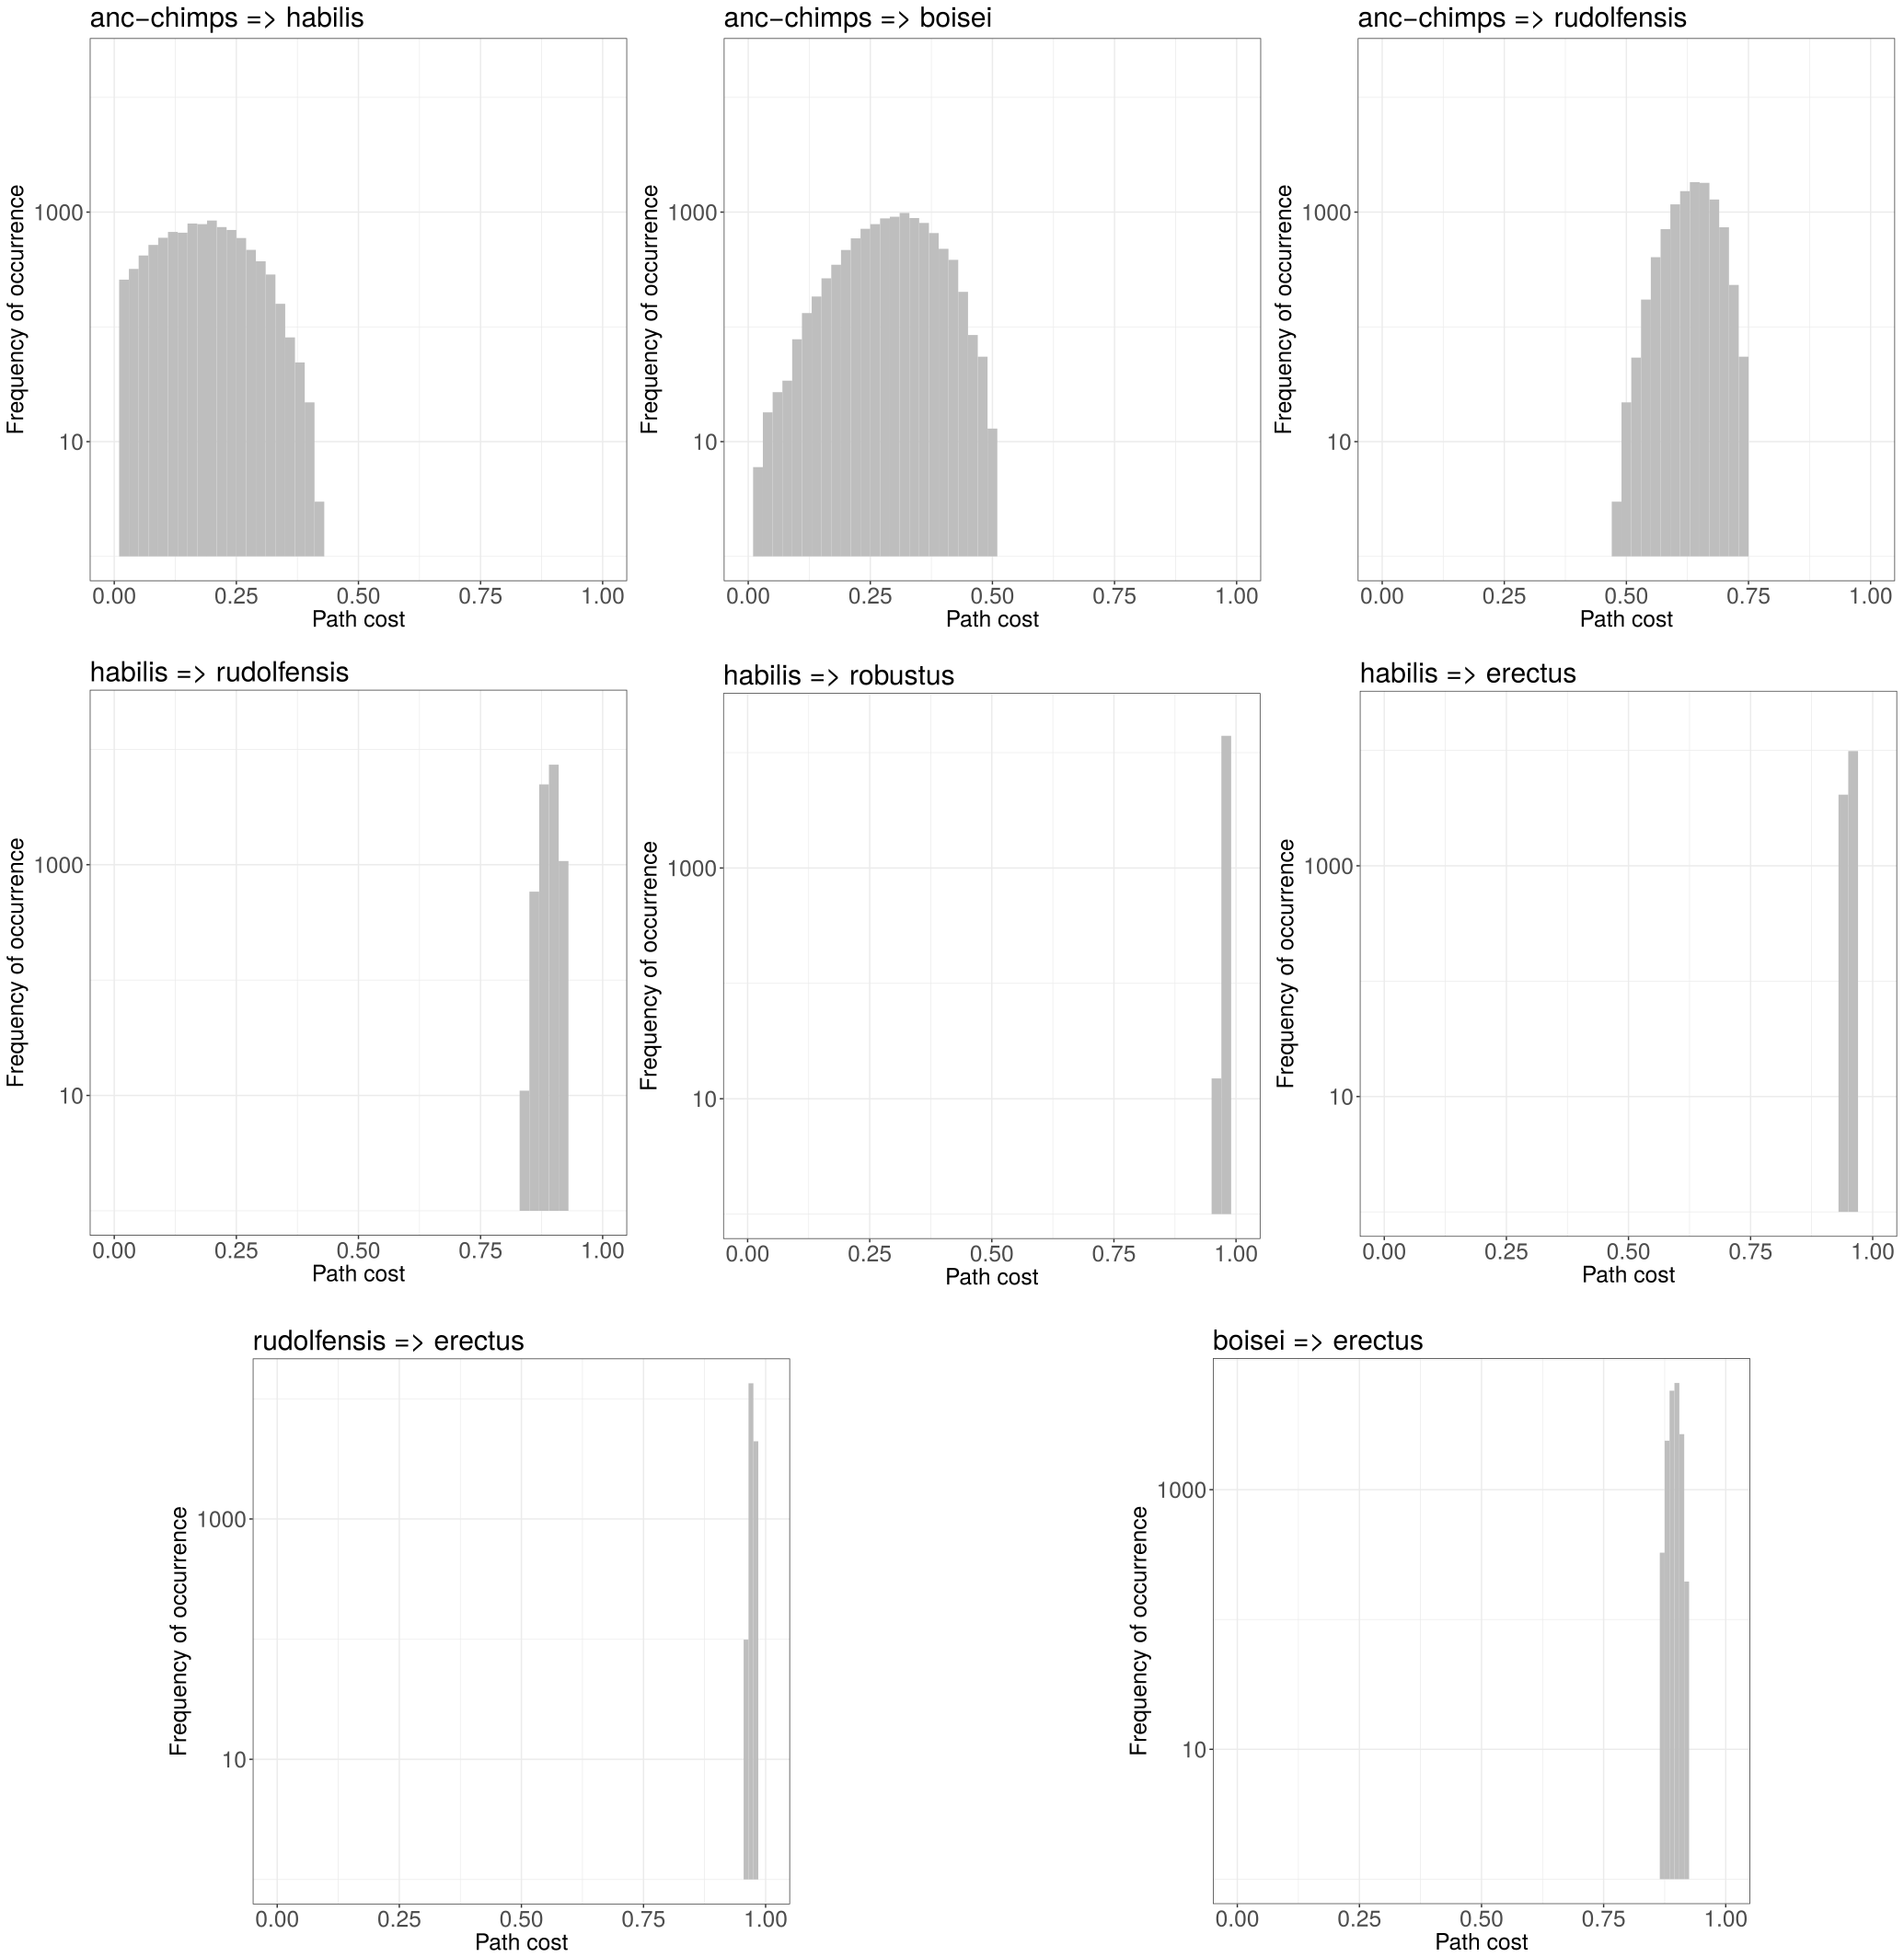 anc−chimps => habilis
anc−chimps => boisei
anc−chimps => rudolfensis
Frequency of occurrence
1000
10
0.00 0.25 0.50 0.75 1.00
Path cost
Frequency of occurrence
1000
10
0.00 0.25 0.50 0.75 1.00
Path cost
Frequency of occurrence
1000
10
0.00 0.25 0.50 0.75 1.00
Path cost
habilis => rudolfensis
habilis => robustus
habilis => erectus
Frequency of occurrence
1000
10
0.00 0.25 0.50 0.75 1.00
Path cost
Frequency of occurrence
1000
10
0.00 0.25 0.50 0.75 1.00
Path cost
Frequency of occurrence
1000
10
0.00 0.25 0.50 0.75 1.00
Path cost
rudolfensis => erectus
boisei => erectus
Frequency of occurrence
1000
10
0.00 0.25 0.50 0.75 1.00
Path cost
Frequency of occurrence
1000
10
0.00 0.25 0.50 0.75 1.00
Path cost